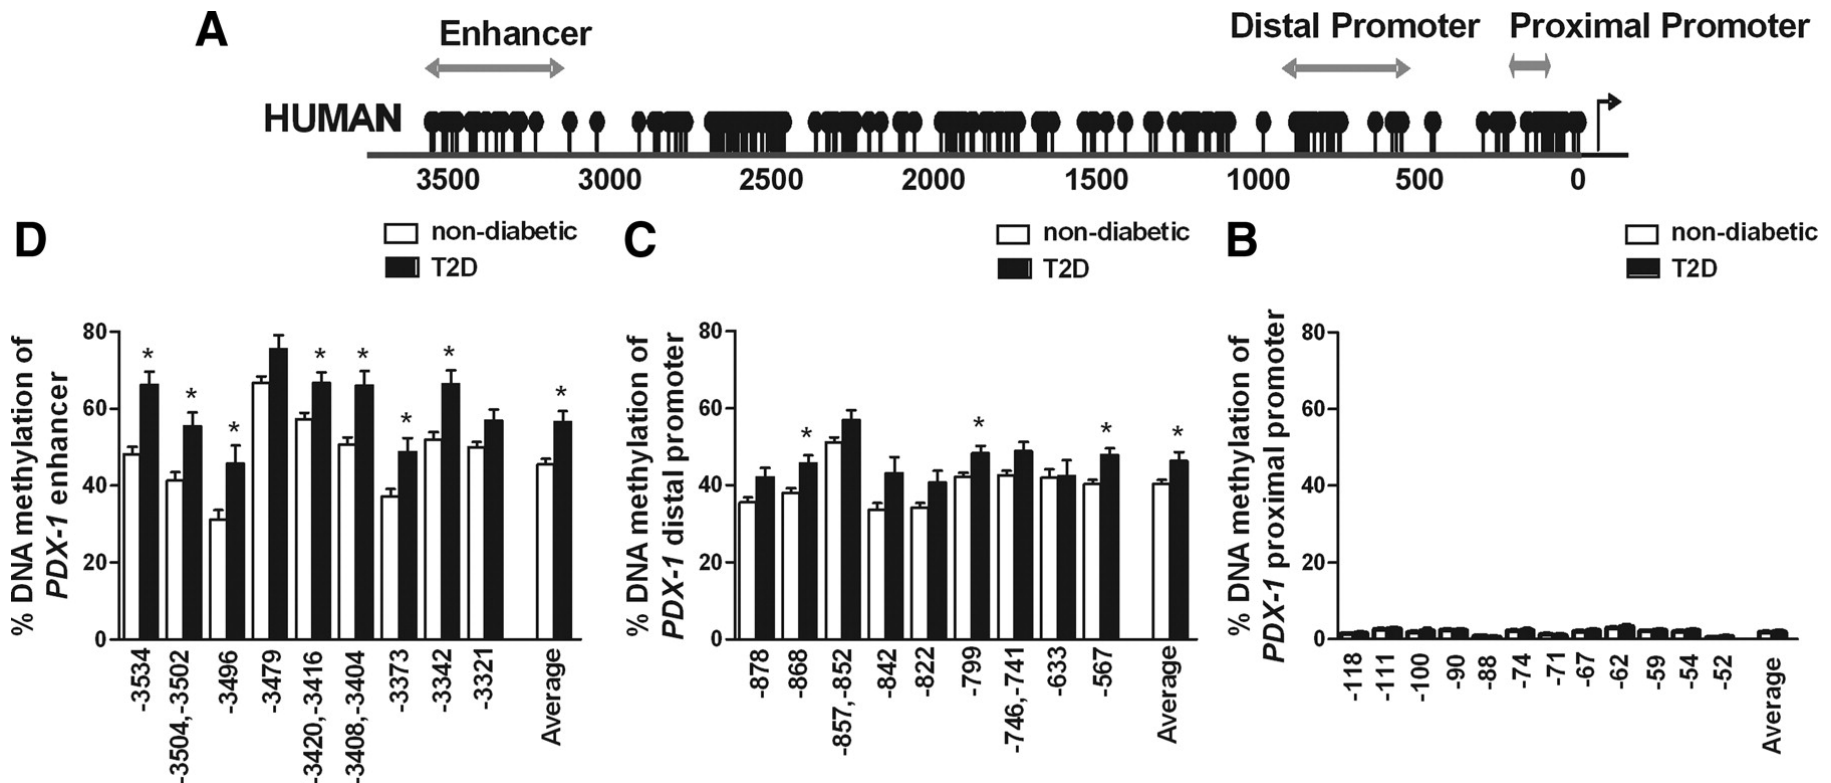 A
Enhancer
Distal Promoter
Proximal Promoter
HUMAN
3500 3000 2500 2000 1500 1000 500 0
D
non-diabetic
T2D
% DNA methylation of
PDX-1 enhancer
80
60
40
20
0
* * * * * * * *
-3534
-3504,-3502
-3496
-3479
-3420,-3416
-3408,-3404
-3373
-3342
-3321
Average
C
non-diabetic
T2D
% DNA methylation of
PDX-1 distal promoter
80
60
40
20
0
* * * *
-878
-868
-857,-852
-842
-822
-799
-746,-741
-633
-567
Average
B
non-diabetic
T2D
% DNA methylation of
PDX-1 proximal promoter
80
60
40
20
0
-118
-111
-100
-90
-88
-74
-71
-67
-62
-59
-54
-52
Average